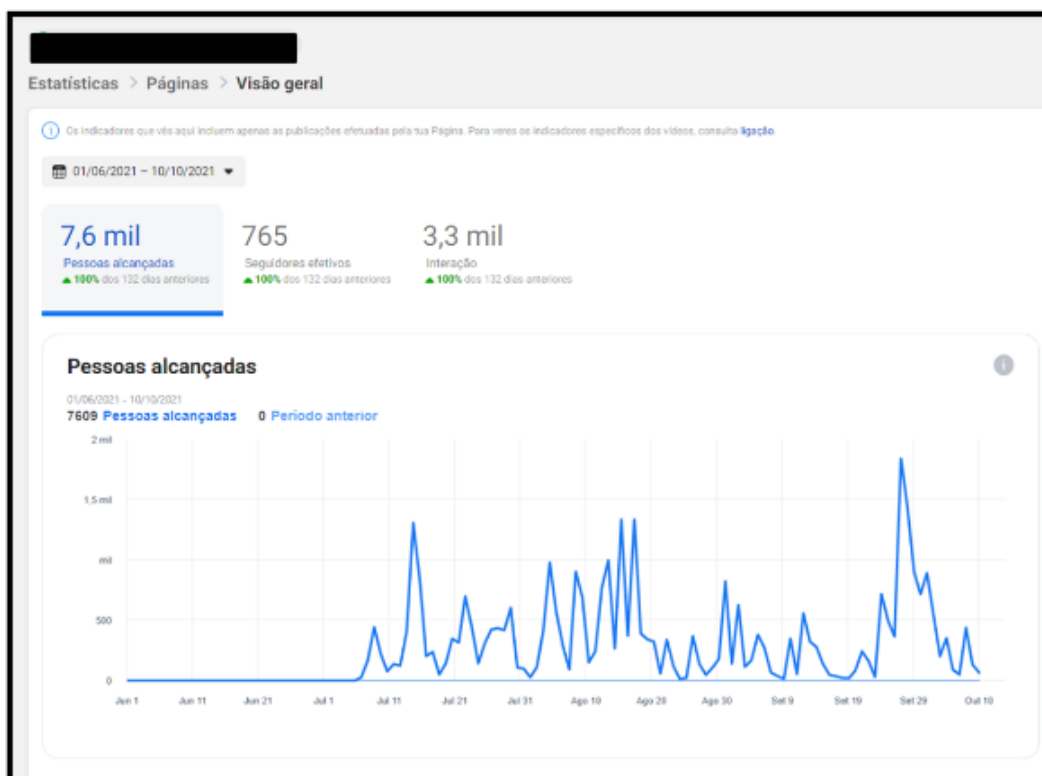 Estatísticas > Páginas > Visão geral
Os indicadores que vês aqui incluem apenas as publicações efetuadas pela tua Página. Para veres os indicadores específicos dos vídeos, consulta ligação.
01/06/2021 – 10/10/2021
7,6 mil 765 3,3 mil
Pessoas alcançadas Seguidores efetivos Interação
100% dos 132 dias anteriores 100% dos 132 dias anteriores 100% dos 132 dias anteriores
Pessoas alcançadas
01/06/2021 - 10/10/2021
7609 Pessoas alcançadas 0 Período anterior
2 mil
1,5 mil
mil
500
0
Jun 1 Jun 11 Jun 21 Jul 1 Jul 11 Jul 21 Jul 31 Ago 10 Ago 20 Ago 30 Set 9 Set 19 Set 29 Out 10